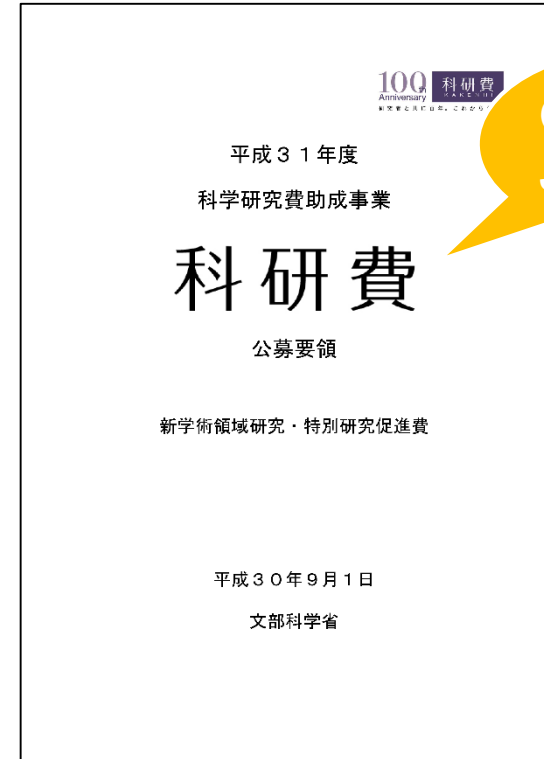 100th 科研費
Anniversary KAKENHI
平成３１年度
科学研究費助成事業
科研費
公募要領
新学術領域研究・特別研究促進費
平成３０年９月１日
文部科学省